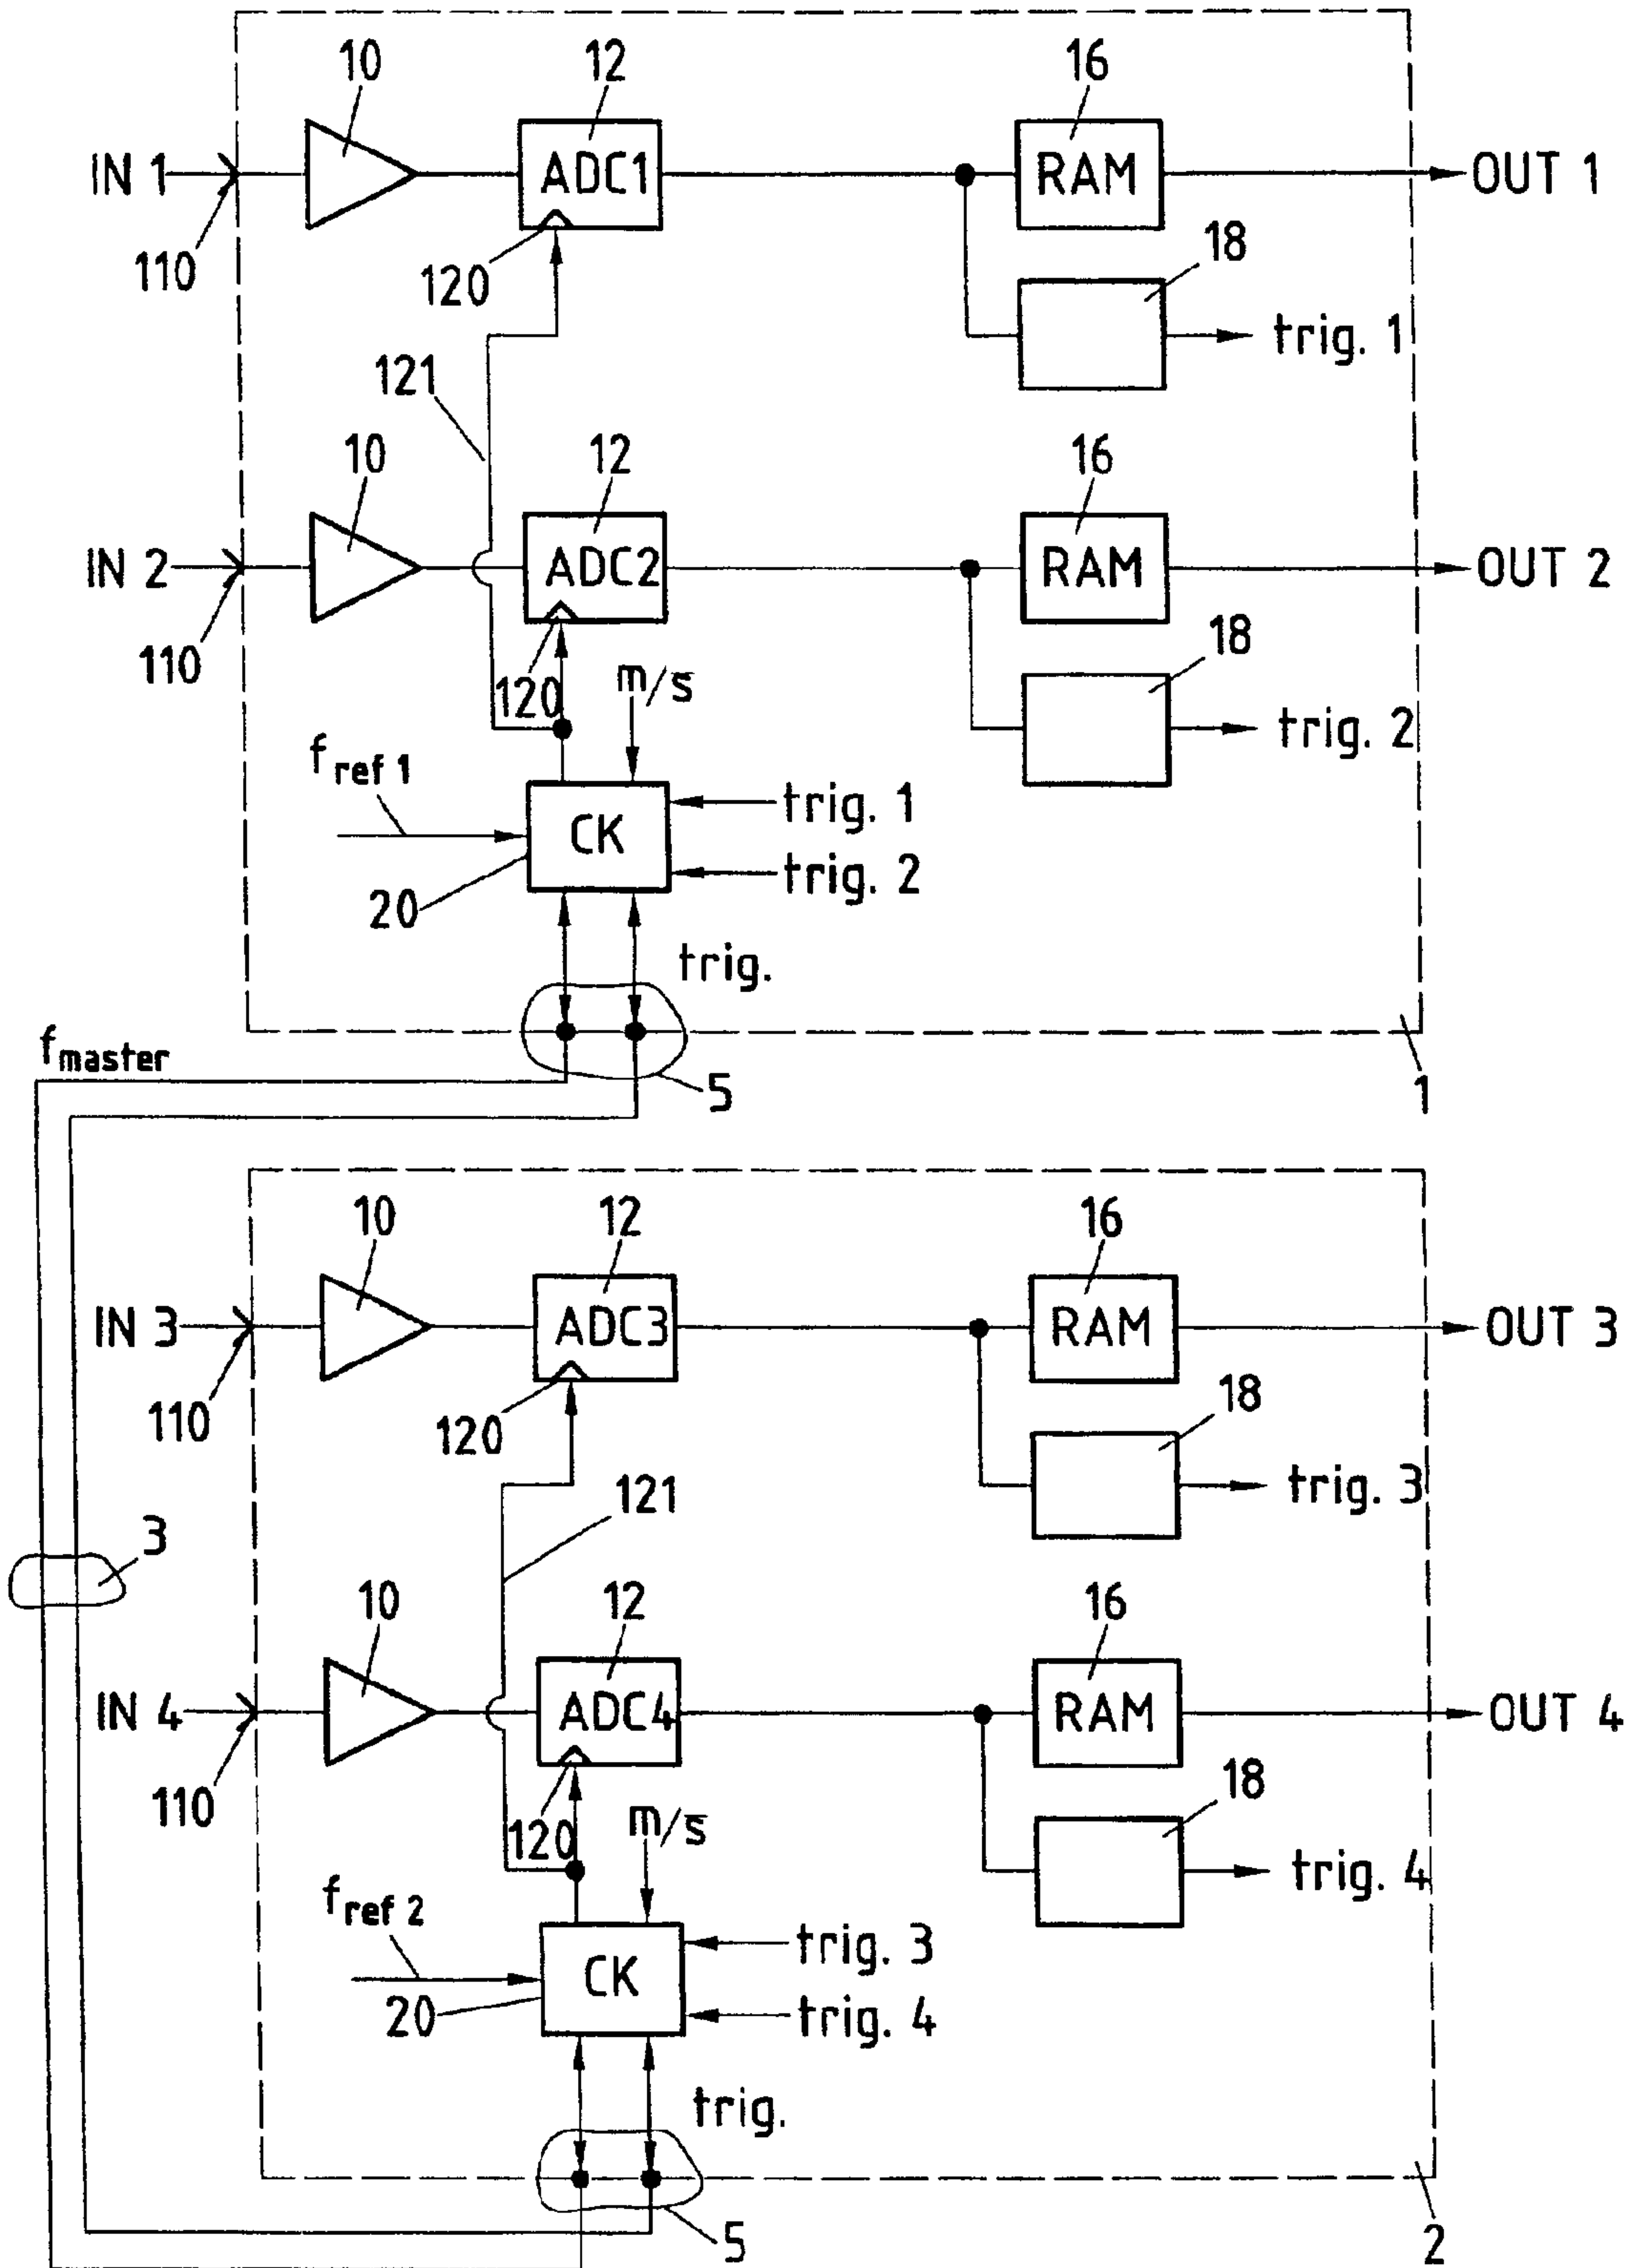 10 12 16
IN 1 ADC1 RAM OUT 1
110 120 18
trig. 1
121
10 12 16
IN 2 ADC2 RAM OUT 2
110 120 m/s̅ 18
trig. 2
f ref 1 trig. 1
CK
20 trig. 2
trig.
f master
5 1
10 12 16
IN 3 ADC3 RAM OUT 3
110 120 18
121 trig. 3
3
10 12 16
IN 4 ADC4 RAM OUT 4
110 120 m/s̅ 18
trig. 4
f ref 2 trig. 3
CK
20 trig. 4
trig.
5 2